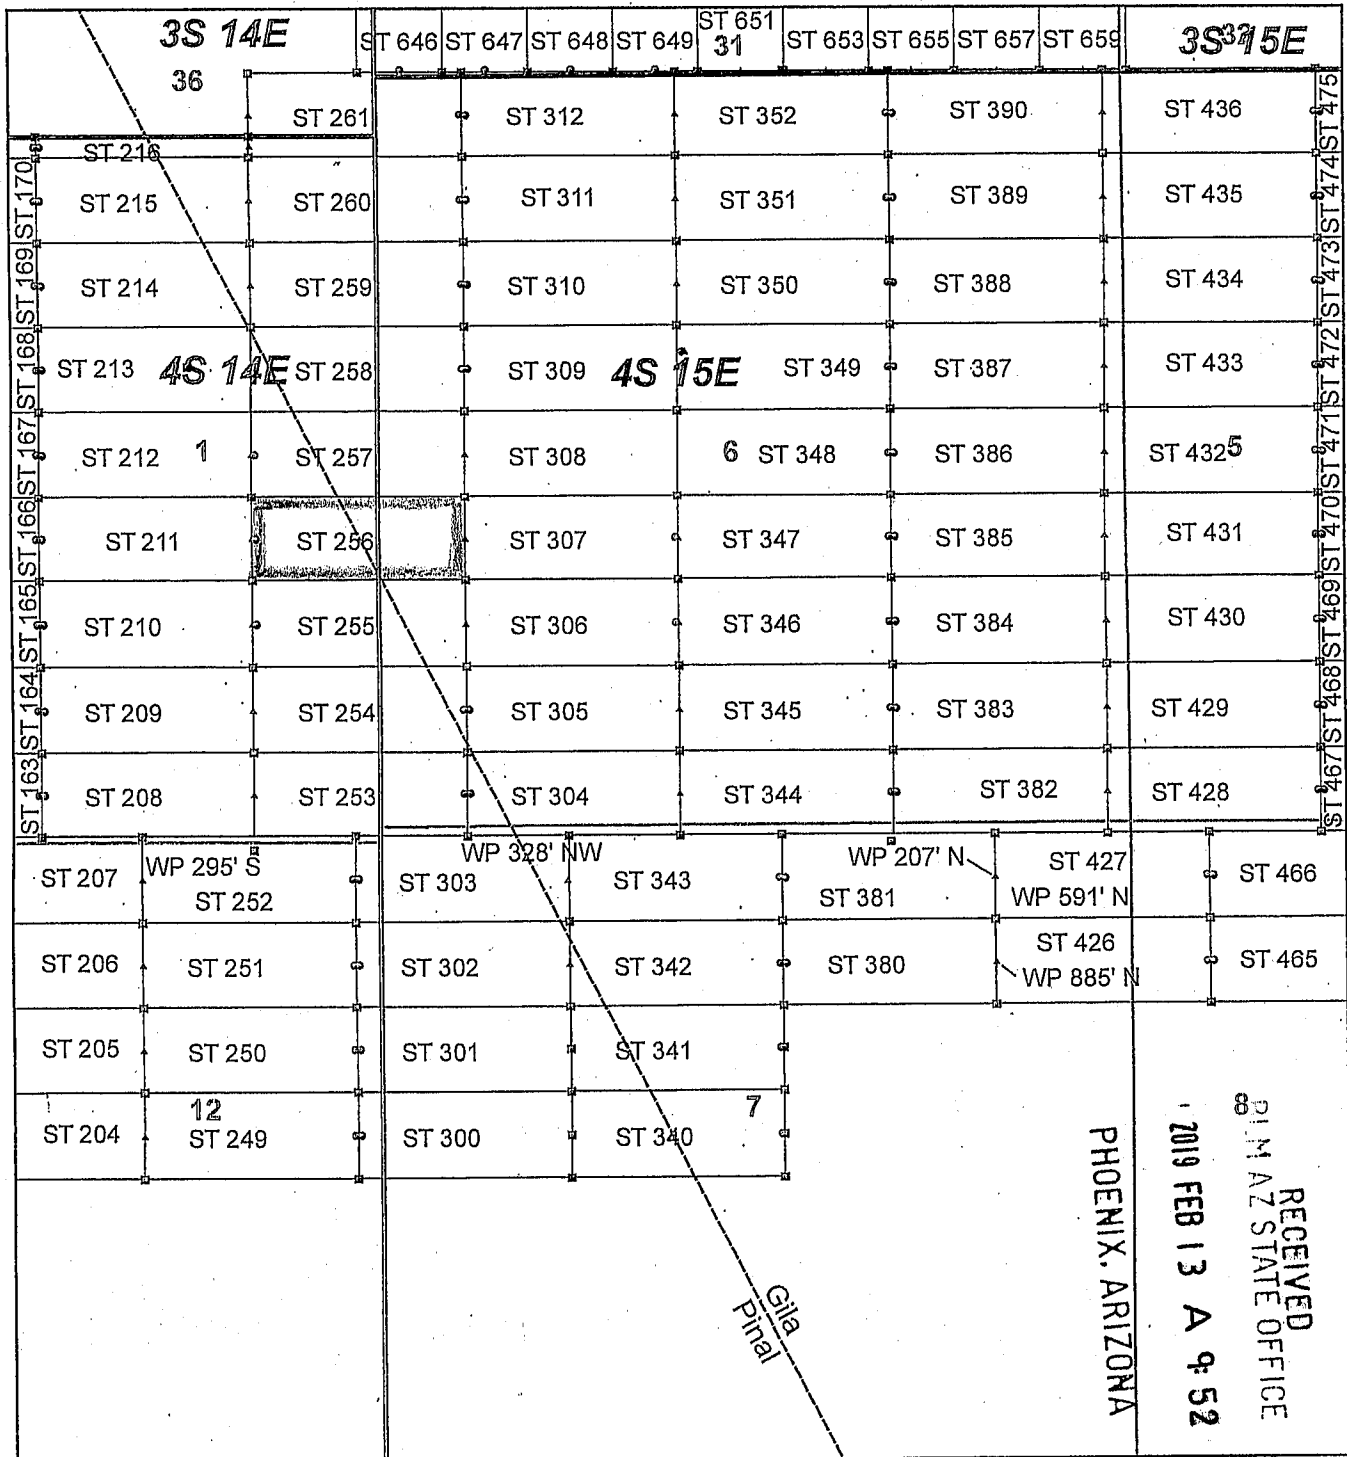 3S 14E
ST 646 ST 647 ST 648 ST 649 ST 651 ST 653 ST 655 ST 657 ST 659
31
3S 15E
32
36
ST 261 ST 312 ST 352 ST 390 ST 436 ST 475
ST 216
ST 170 ST 215 ST 260 ST 311 ST 351 ST 389 ST 435 ST 474
ST 169 ST 214 ST 259 ST 310 ST 350 ST 388 ST 434 ST 473
ST 168 ST 213 4S 14E ST 258 ST 309 4S 15E ST 349 ST 387 ST 433 ST 472
ST 167 ST 212 1 ST 257 ST 308 6 ST 348 ST 386 ST 432 5 ST 471
ST 166 ST 211 ST 256 ST 307 ST 347 ST 385 ST 431 ST 470
ST 165 ST 210 ST 255 ST 306 ST 346 ST 384 ST 430 ST 469
ST 164 ST 209 ST 254 ST 305 ST 345 ST 383 ST 429 ST 468
ST 163 ST 208 ST 253 ST 304 ST 344 ST 382 ST 428 ST 467
WP 295' S WP 328' NW WP 207' N
ST 207 ST 252 ST 303 ST 343 ST 381 ST 427 ST 466
WP 591' N
ST 206 ST 251 ST 302 ST 342 ST 380 ST 426 ST 465
WP 885' N
ST 205 ST 250 ST 301 ST 341
12 7 8
ST 204 ST 249 ST 300 ST 340
Gila
Pinal
RECEIVED
BLM AZ STATE OFFICE
2019 FEB 13 A 9:52
PHOENIX, ARIZONA